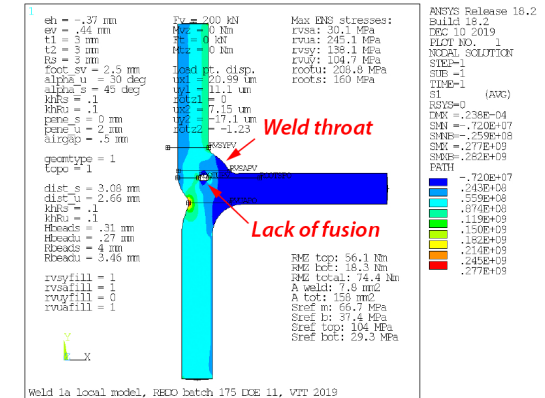 1
eh = -.37 mm
ev = .44 mm
t1 = 3 mm
t2 = 3 mm
Rs = 3 mm
foot_sv = 2.5 mm
alpha_u = 30 deg
alpha_s = 45 deg
khRs = .1
khRu = .1
pene_s = 0 mm
pene_u = 2 mm
airgap = .5 mm
geomtype = 1
topo = 1
dist_s = 3.08 mm
dist_u = 2.66 mm
khRs = .1
khRu = .1
Hbeads = .31 mm
Hbeadu = .27 mm
Rbeads = 4 mm
Rbeadu = 3.46 mm
rvsyfill = 1
rvsafill = 1
rvuyfill = 0
rvuafill = 1
Fv = 200 kN
= 0 Nm
= 0 kN
= 0 Nm
Load pt. disp.
= 20.99 um
= 11.1 um
rotz1 = 0
ux2 = 7.15 um
= -17.1 um
rotz2 = -1.23
Max ENS stresses:
rvsa: 30.1 MPa
rvua: 245.1 MPa
rvsy: 138.1 MPa
rvuy: 104.7 MPa
rootu: 208.8 MPa
roots: 160 MPa
Weld throat
Lack of fusion
RMZ top: 56.1 Nm
RMZ bot: 18.3 Nm
RMZ total: 74.4 Nm
A weld: 7.8 mm2
A tot: 158 mm2
Sref m: 66.7 MPa
Sref b: 37.4 MPa
Sref top: 104 MPa
Sref bot: 29.3 MPa
Y
Z X
Weld 1a local model, RBDO batch 175 DOE 11, VTT 2019
ANSYS Release 18.2
Build 18.2
DEC 10 2019
PLOT NO. 1
NODAL SOLUTION
STEP=1
SUB =1
TIME=1
S1 (AVG)
RSYS=0
DMX =.238E-04
SMN =-.720E+07
SMNB=-.259E+08
SMX =.277E+09
SMXB=.282E+09
PATH
-.720E+07
.243E+08
.559E+08
.874E+08
.119E+09
.150E+09
.182E+09
.214E+09
.245E+09
.277E+09